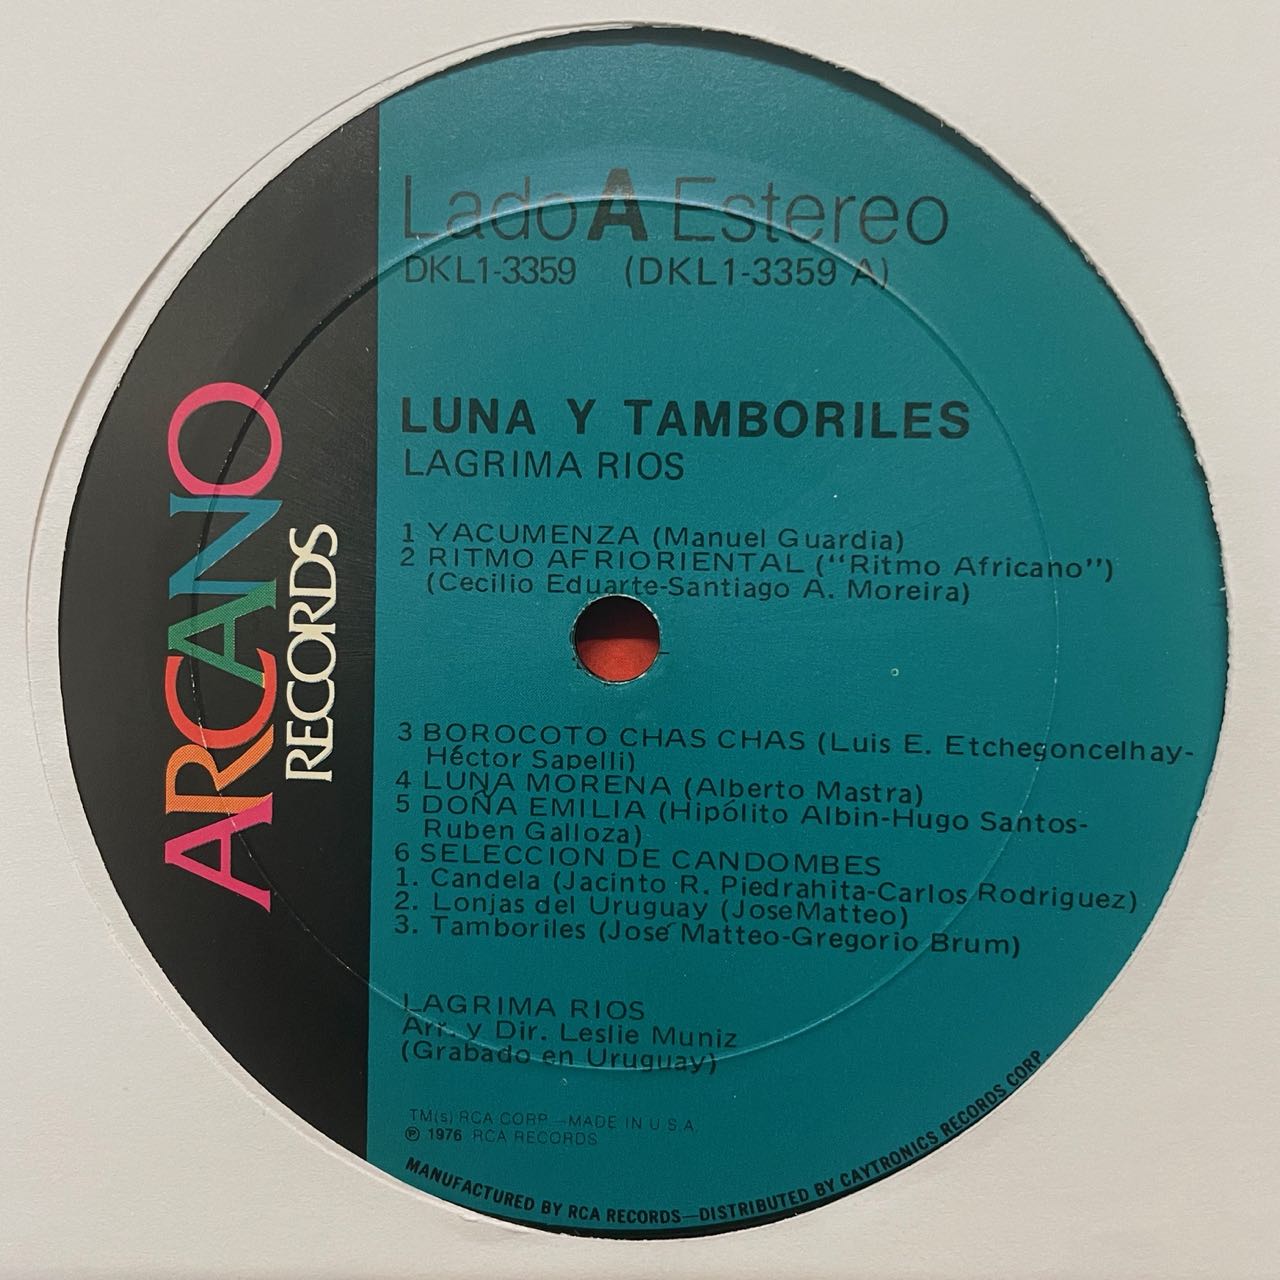 ARCANO
RECORDS
Lado A Estereo
DKL1-3359 (DKL1-3359 A)
LUNA Y TAMBORILES
LAGRIMA RIOS
1 YACUMENZA (Manuel Guardia)
2 RITMO AFRIORIENTAL ("Ritmo Africano")
(Cecilio Eduarte-Santiago A. Moreira)
3 BOROCOTO CHAS CHAS (Luis E. Etchegoncelhay-
Héctor Sapelli)
4 LUNA MORENA (Alberto Mastra)
5 DOÑA EMILIA (Hipólito Albin-Hugo Santos-
Ruben Galloza)
6 SELECCION DE CANDOMBES
1. Candela (Jacinto R. Piedrahita-Carlos Rodriguez)
2. Lonjas del Uruguay (Jose Matteo)
3. Tamboriles (José Matteo-Gregorio Brum)
LAGRIMA RIOS
Arr. y Dir. Leslie Muniz
(Grabado en Uruguay)
TM(s) RCA CORP.—MADE IN U.S.A.
℗ 1976 RCA RECORDS
MANUFACTURED BY RCA RECORDS—DISTRIBUTED BY CAYTRONICS RECORDS CORP.